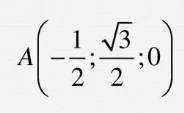 A(-1/2; √3/2; 0)